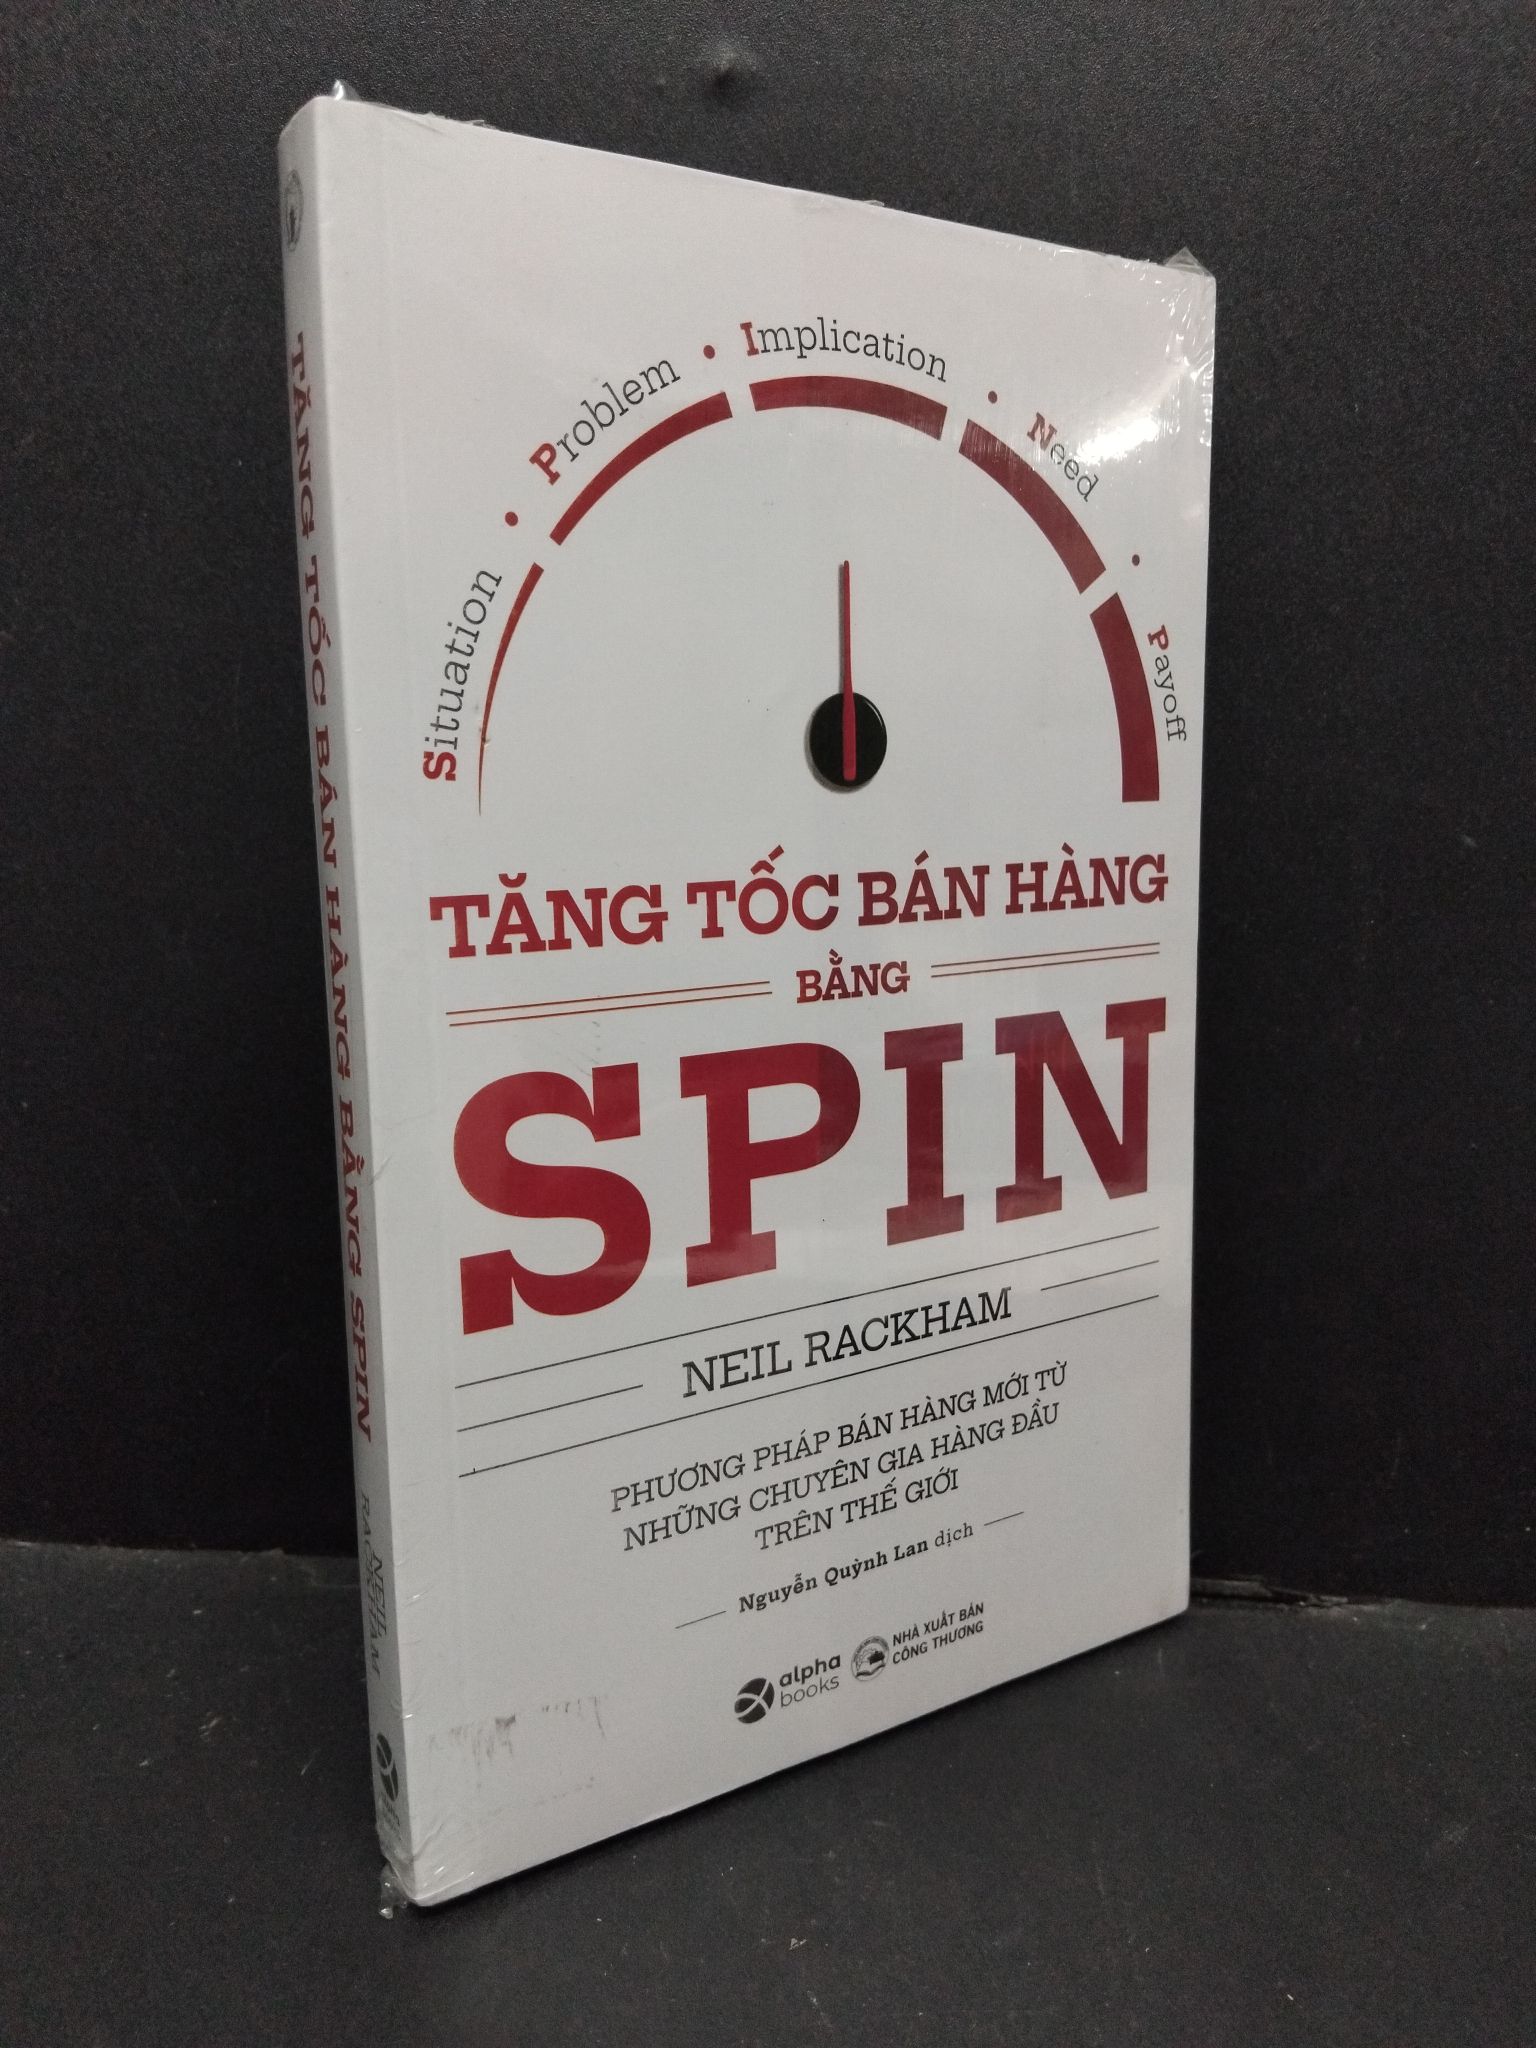 Situation • Problem • Implication • Need • Payoff
TĂNG TỐC BÁN HÀNG
BẰNG
SPIN
NEIL RACKHAM
PHƯƠNG PHÁP BÁN HÀNG MỚI TỪ
NHỮNG CHUYÊN GIA HÀNG ĐẦU
TRÊN THẾ GIỚI
Nguyễn Quỳnh Lan dịch
alpha
books
NHÀ XUẤT BẢN
CÔNG THƯƠNG
TĂNG TỐC BÁN HÀNG BẰNG SPIN
NEIL
RACKHAM